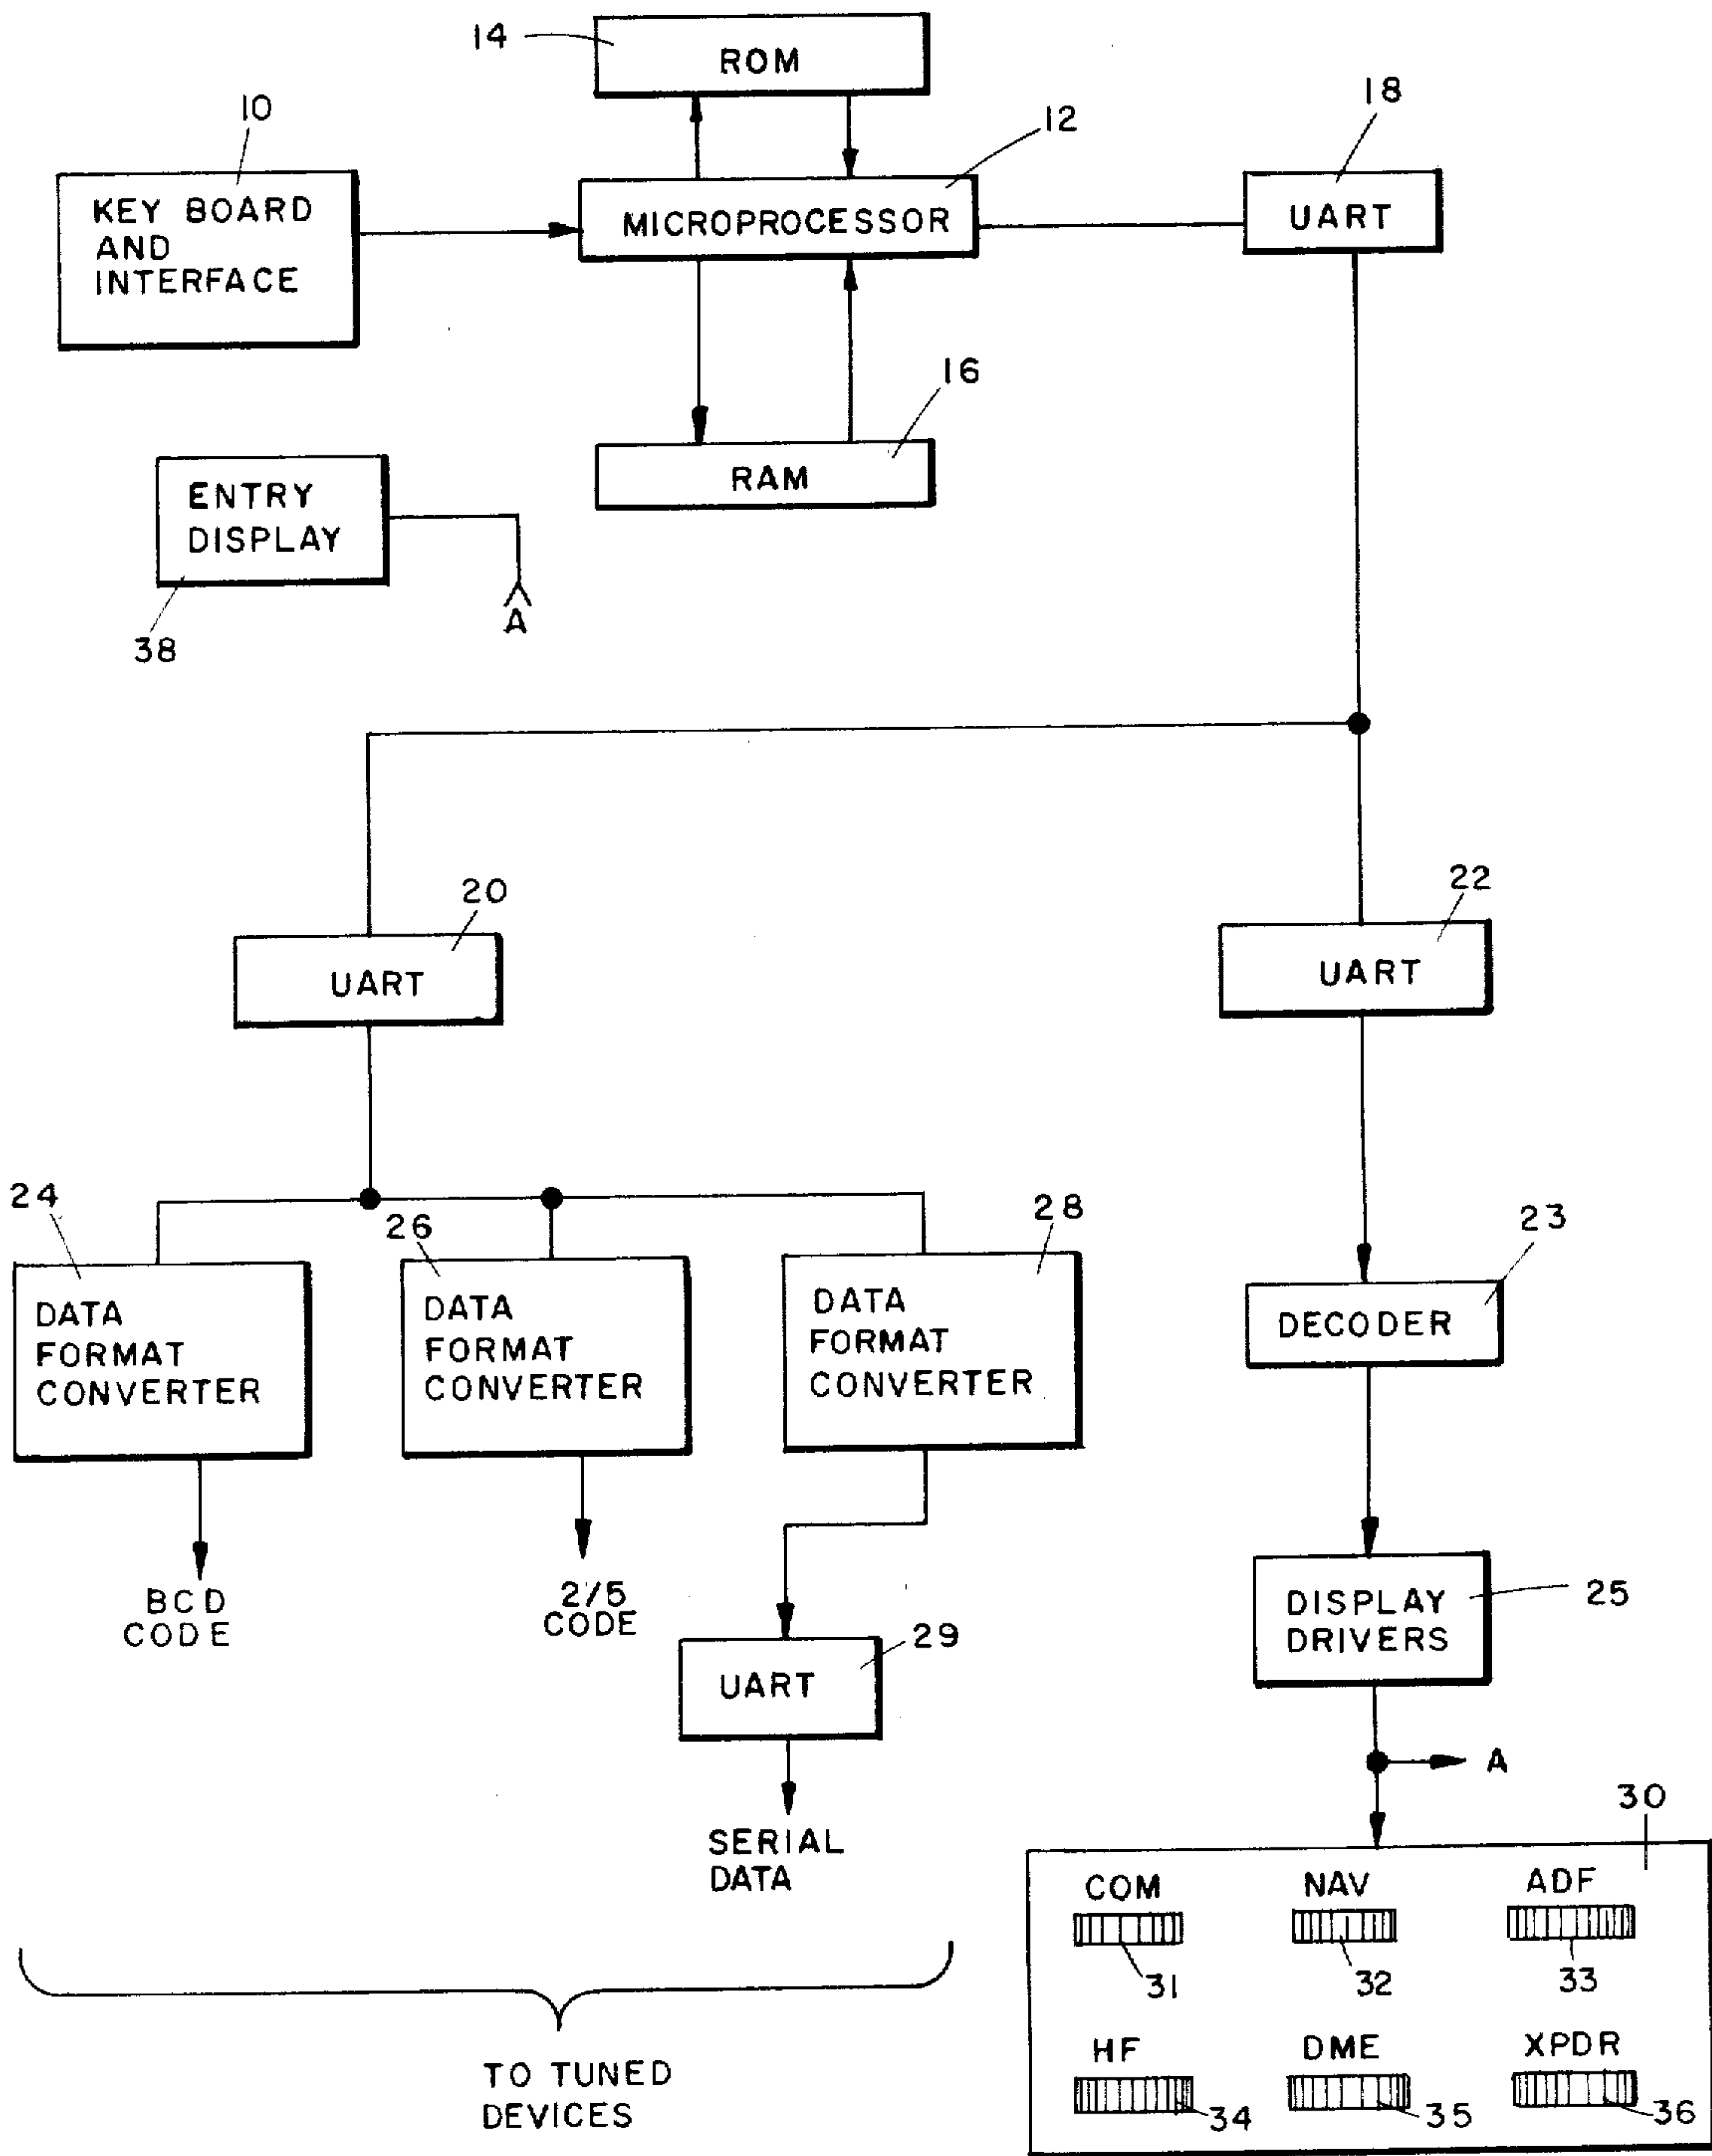 14
ROM
10
12
18
KEY BOARD
AND
INTERFACE
MICROPROCESSOR
UART
16
RAM
ENTRY
DISPLAY
A
38
20
22
UART
UART
24
26
28
23
DATA
FORMAT
CONVERTER
DATA
FORMAT
CONVERTER
DATA
FORMAT
CONVERTER
DECODER
BCD
CODE
2/5
CODE
29
UART
DISPLAY
DRIVERS
25
A
SERIAL
DATA
30
COM
NAV
ADF
31
32
33
HF
DME
XPDR
34
35
36
TO TUNED
DEVICES